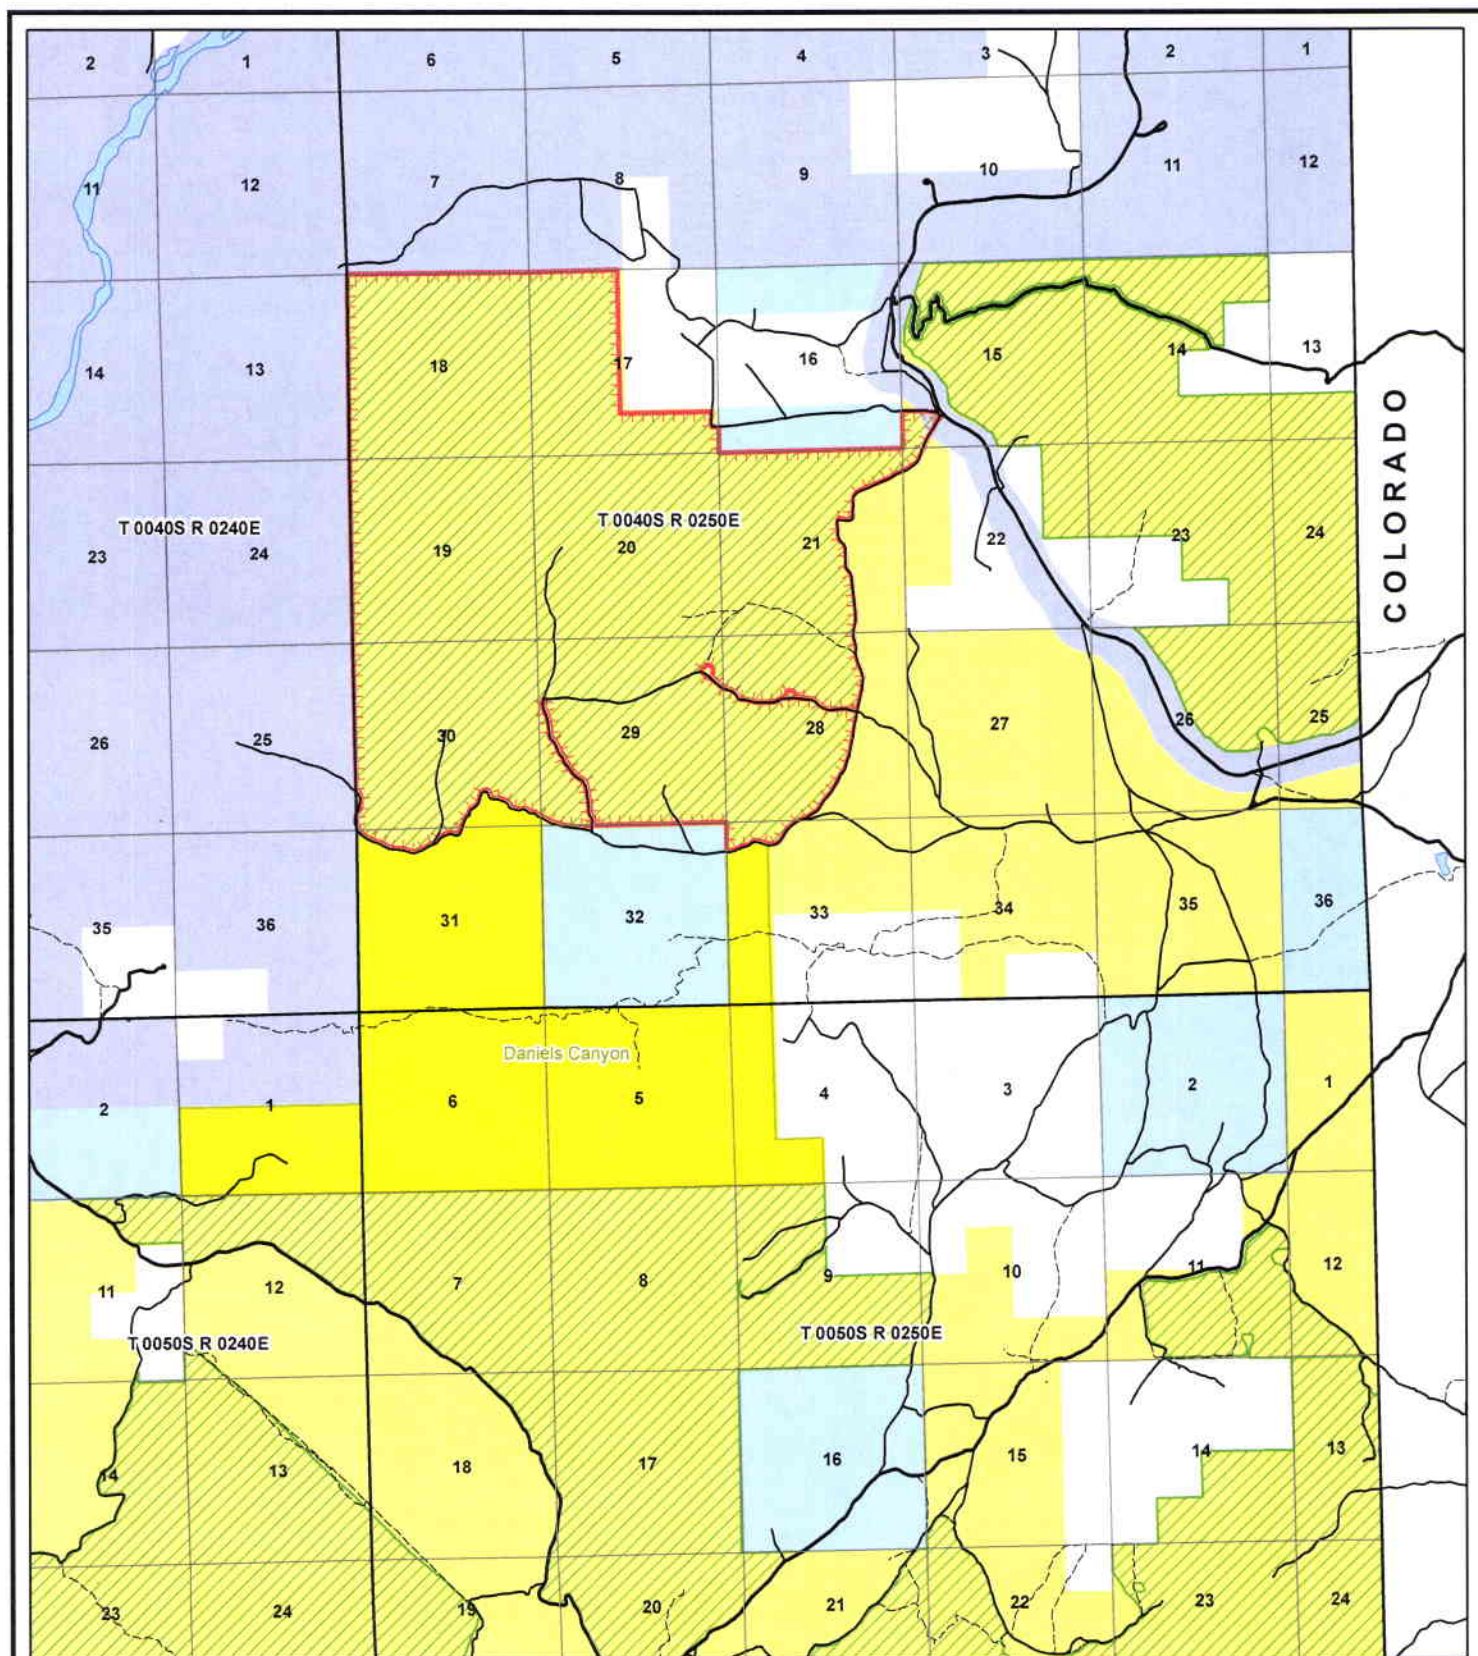 2 1 6 5 4 3 2 1
11 12 7 8 9 10 11 12
14 13 18 17 16 15 14 13
COLORADO
T 0040S R 0240E T 0040S R 0250E
23 24 19 20 21 22 23 24
26 25 30 29 28 27 26 25
35 36 31 32 33 34 35 36
Daniels Canyon
2 1 6 5 4 3 2 1
11 12 7 8 9 10 11 12
T 0050S R 0240E T 0050S R 0250E
14 13 18 17 16 15 14 13
23 24 19 20 21 22 23 24